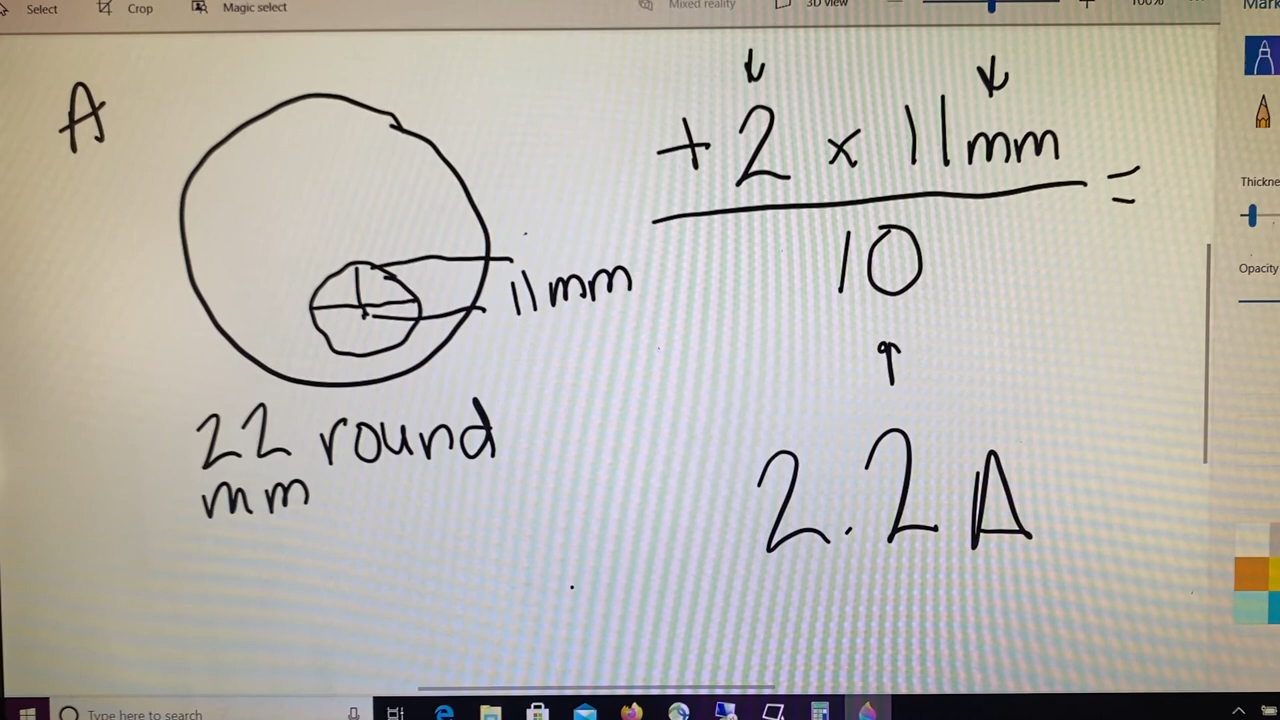 Select
Crop
Magic select
Mixed reality
3D view
100%
A
+ 2 x 11mm =
10
11mm
22 round
mm
2.2 A
Thickne
Opacity
Type here to search